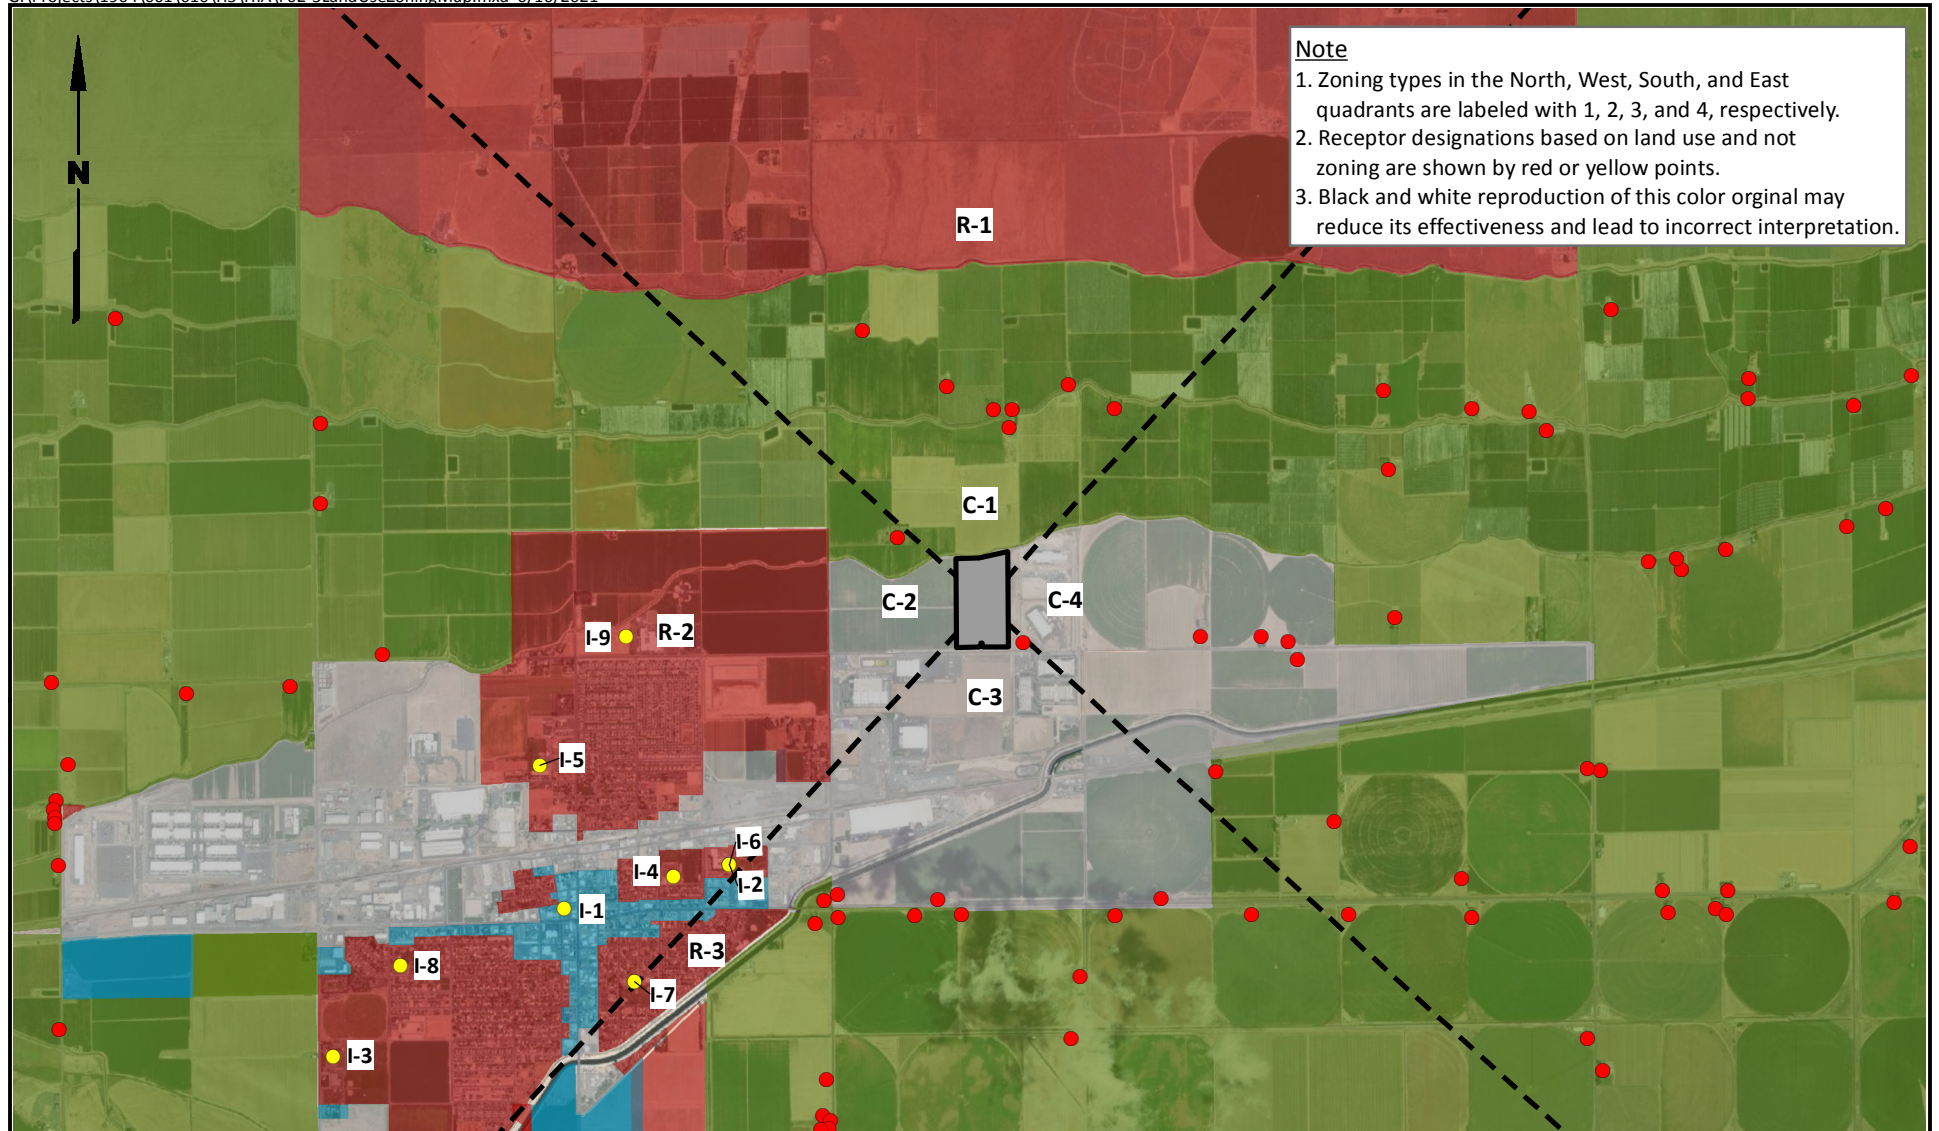 Note
1. Zoning types in the North, West, South, and East
quadrants are labeled with 1, 2, 3, and 4, respectively.
2. Receptor designations based on land use and not
zoning are shown by red or yellow points.
3. Black and white reproduction of this color orginal may
reduce its effectiveness and lead to incorrect interpretation.
N
R-1
C-1
C-2
C-4
I-9
R-2
C-3
I-5
I-6
I-4
I-2
I-1
R-3
I-8
I-7
I-3